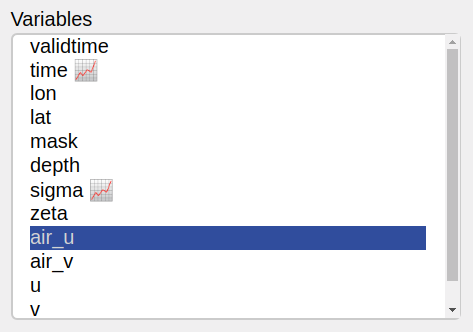 Variables
validtime
time
lon
lat
mask
depth
sigma
zeta
air_u
air_v
u
v